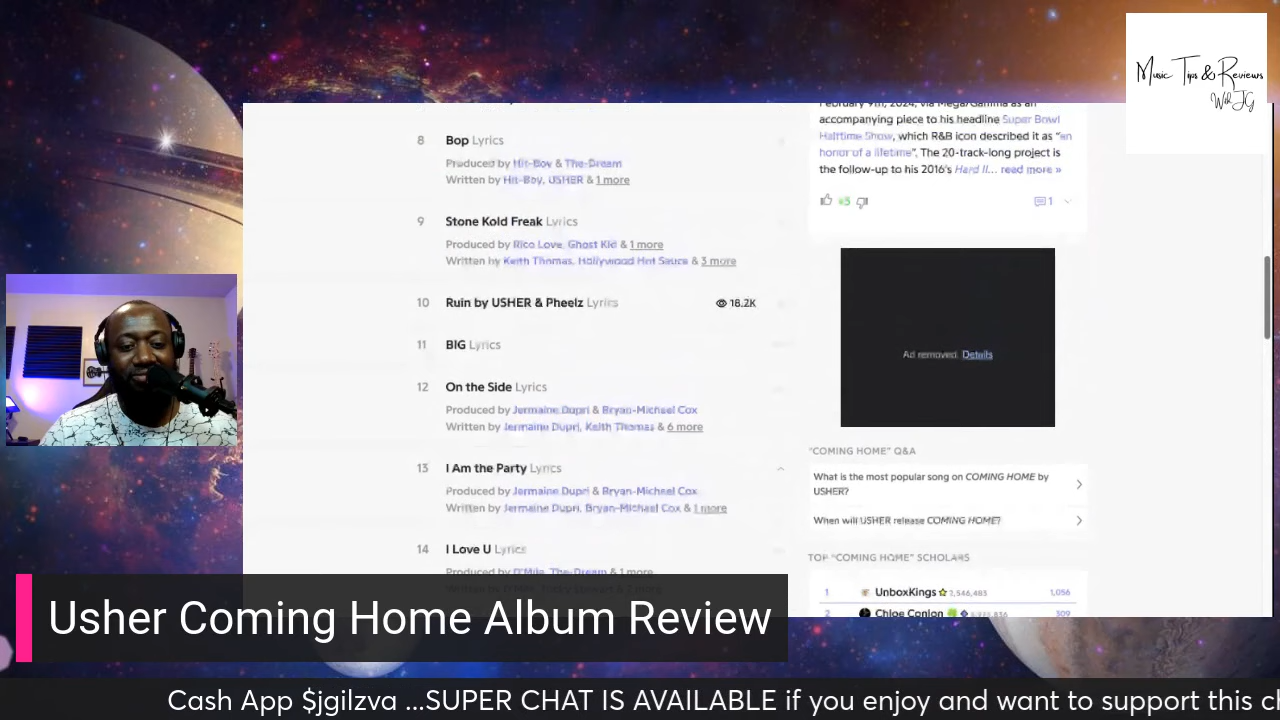 Music Tips & Reviews
With JG
8 Bop Lyrics
Produced by Hit-Boy & The-Dream
Written by Hit-Boy, USHER & 1 more
9 Stone Kold Freak Lyrics
Produced by Rico Love, Ghost Kid & 1 more
Written by Keith Thomas, Hollywood Hot Sauce & 3 more
10 Ruin by USHER & Pheelz Lyrics 18.2K
11 BIG Lyrics
12 On the Side Lyrics
Produced by Jermaine Dupri & Bryan-Michael Cox
Written by Jermaine Dupri, Keith Thomas & 6 more
13 I Am the Party Lyrics
Produced by Jermaine Dupri & Bryan-Michael Cox
Written by Jermaine Dupri, Bryan-Michael Cox & 1 more
14 I Love U Lyrics
Produced by D'Mile, The-Dream & 1 more
February 9th, 2024, via Mega/Gamma as an
accompanying piece to his headline Super Bowl
Halftime Show, which R&B icon described it as "an
honor of a lifetime". The 20-track-long project is
the follow-up to his 2016's Hard II... read more »
+5 1
Ad removed. Details
"COMING HOME" Q&A
What is the most popular song on COMING HOME by
USHER?
When will USHER release COMING HOME?
TOP "COMING HOME" SCHOLARS
1 UnboxKings 2,546,483 1,056
2 Chloe Conlon 309
Usher Coming Home Album Review
Cash App $jgilzva ...SUPER CHAT IS AVAILABLE if you enjoy and want to support this c